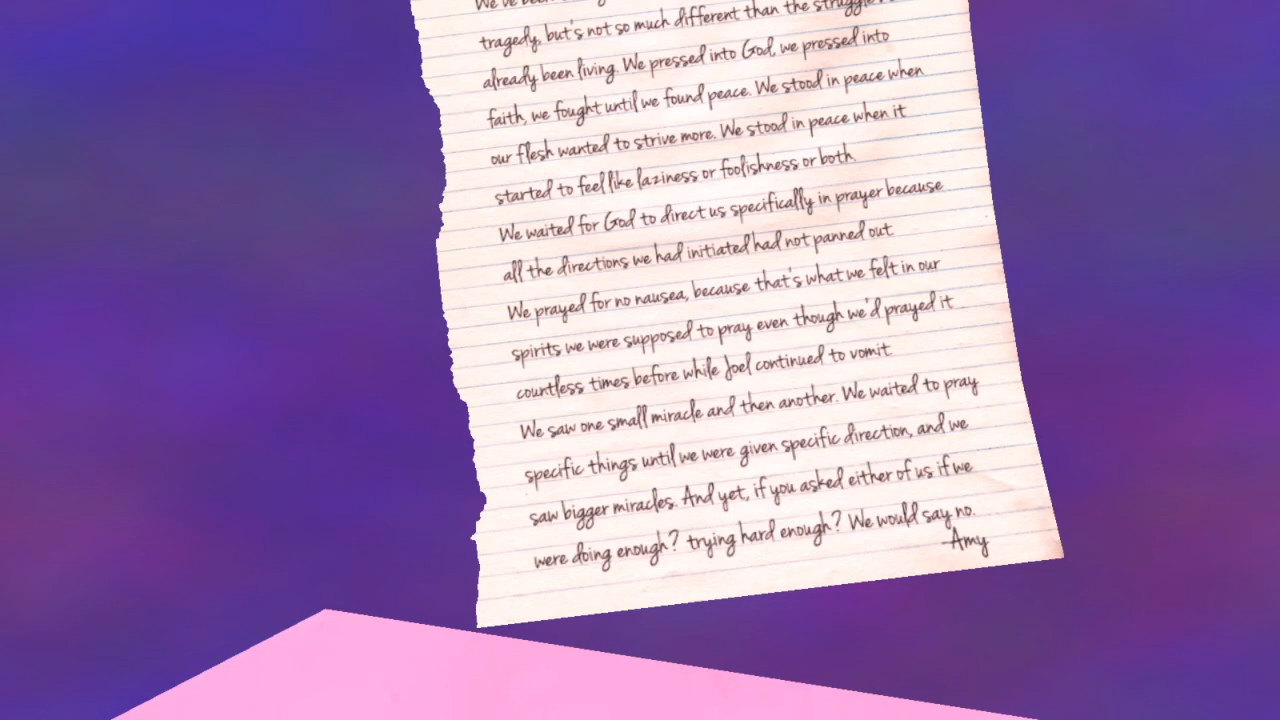 We've been
tragedy, but's not so much different than the struggle
already been living. We pressed into God, we pressed into
faith, we fought until we found peace. We stood in peace when
our flesh wanted to strive more. We stood in peace when it
started to feel like laziness or foolishness or both.
We waited for God to direct us specifically in prayer because
all the directions we had initiated had not panned out.
We prayed for no nausea, because that's what we felt in our
spirits we were supposed to pray even though we'd prayed it
countless times before while Joel continued to vomit.
We saw one small miracle and then another. We waited to pray
specific things until we were given specific direction, and we
saw bigger miracles. And yet, if you asked either of us if we
were doing enough? trying hard enough? We would say no.
-Amy